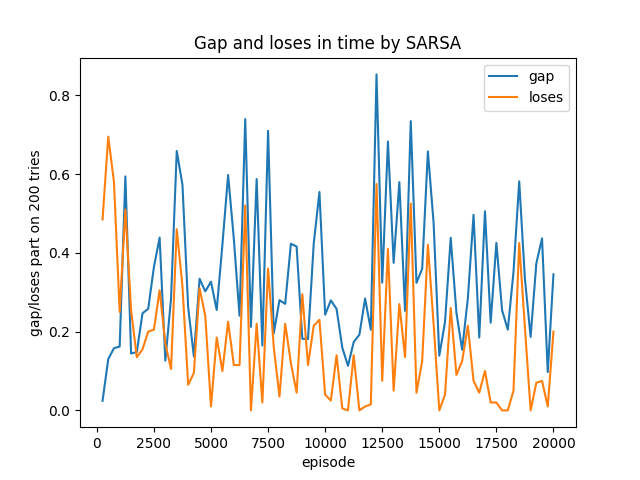 Gap and loses in time by SARSA
gap
loses
gap/loses part on 200 tries
0.8
0.6
0.4
0.2
0.0
0 2500 5000 7500 10000 12500 15000 17500 20000
episode